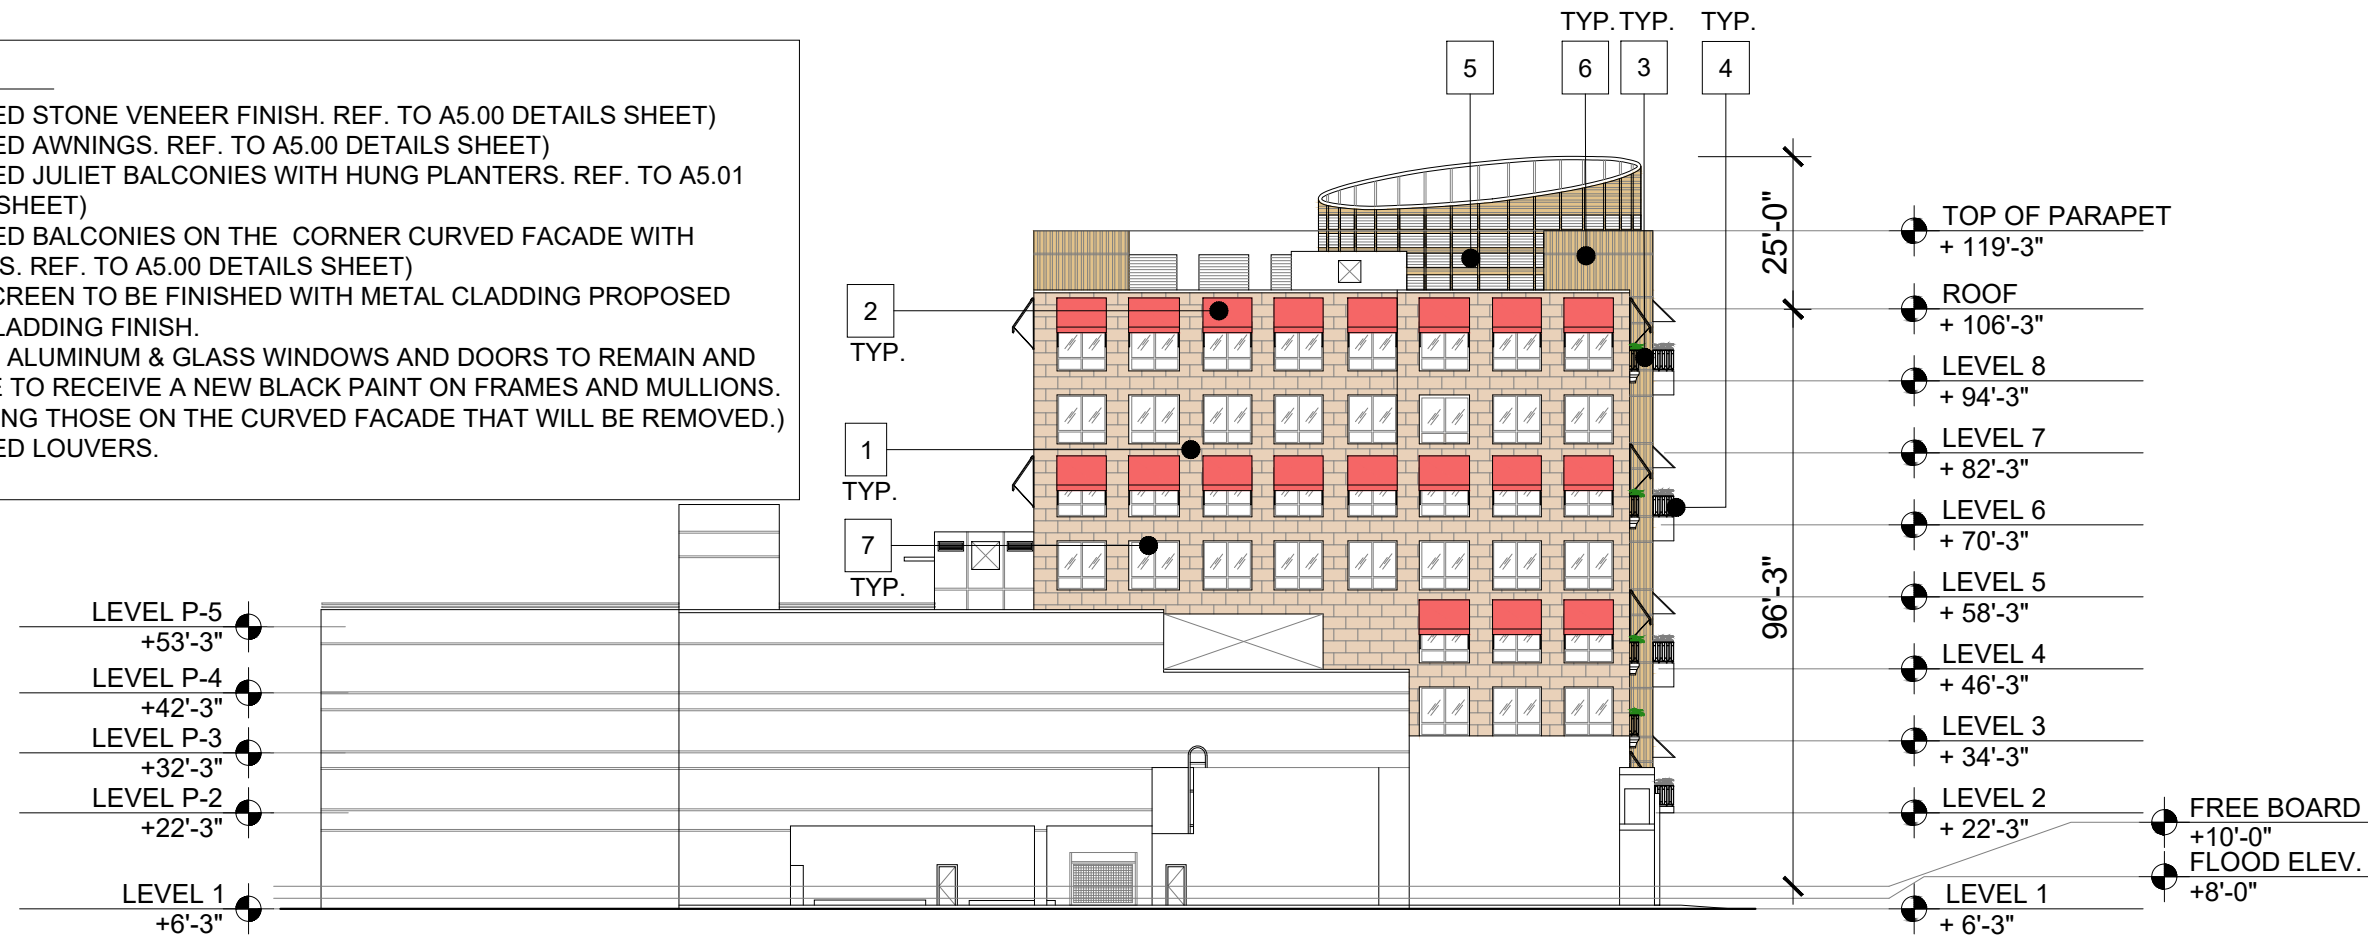 ED STONE VENEER FINISH. REF. TO A5.00 DETAILS SHEET)
ED AWNINGS. REF. TO A5.00 DETAILS SHEET)
ED JULIET BALCONIES WITH HUNG PLANTERS. REF. TO A5.01
SHEET)
ED BALCONIES ON THE CORNER CURVED FACADE WITH
S. REF. TO A5.00 DETAILS SHEET)
CREEN TO BE FINISHED WITH METAL CLADDING PROPOSED
LADDING FINISH.
ALUMINUM & GLASS WINDOWS AND DOORS TO REMAIN AND
E TO RECEIVE A NEW BLACK PAINT ON FRAMES AND MULLIONS.
NG THOSE ON THE CURVED FACADE THAT WILL BE REMOVED.)
ED LOUVERS.
TYP. TYP. TYP.
5 6 3 4
2
TYP.
1
TYP.
7
TYP.
25'-0"
96'-3"
LEVEL P-5
+53'-3"
LEVEL P-4
+42'-3"
LEVEL P-3
+32'-3"
LEVEL P-2
+22'-3"
LEVEL 1
+6'-3"
TOP OF PARAPET
+ 119'-3"
ROOF
+ 106'-3"
LEVEL 8
+ 94'-3"
LEVEL 7
+ 82'-3"
LEVEL 6
+ 70'-3"
LEVEL 5
+ 58'-3"
LEVEL 4
+ 46'-3"
LEVEL 3
+ 34'-3"
LEVEL 2
+ 22'-3"
LEVEL 1
+ 6'-3"
FREE BOARD
+10'-0"
FLOOD ELEV.
+8'-0"